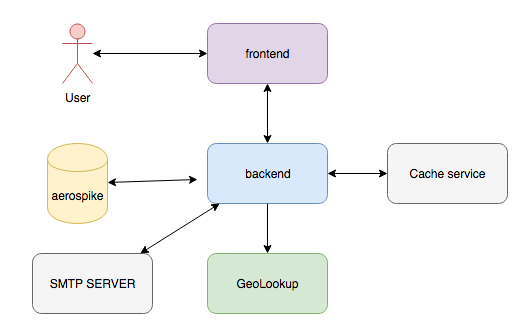 frontend
User
aerospike
backend
Cache service
SMTP SERVER
GeoLookup